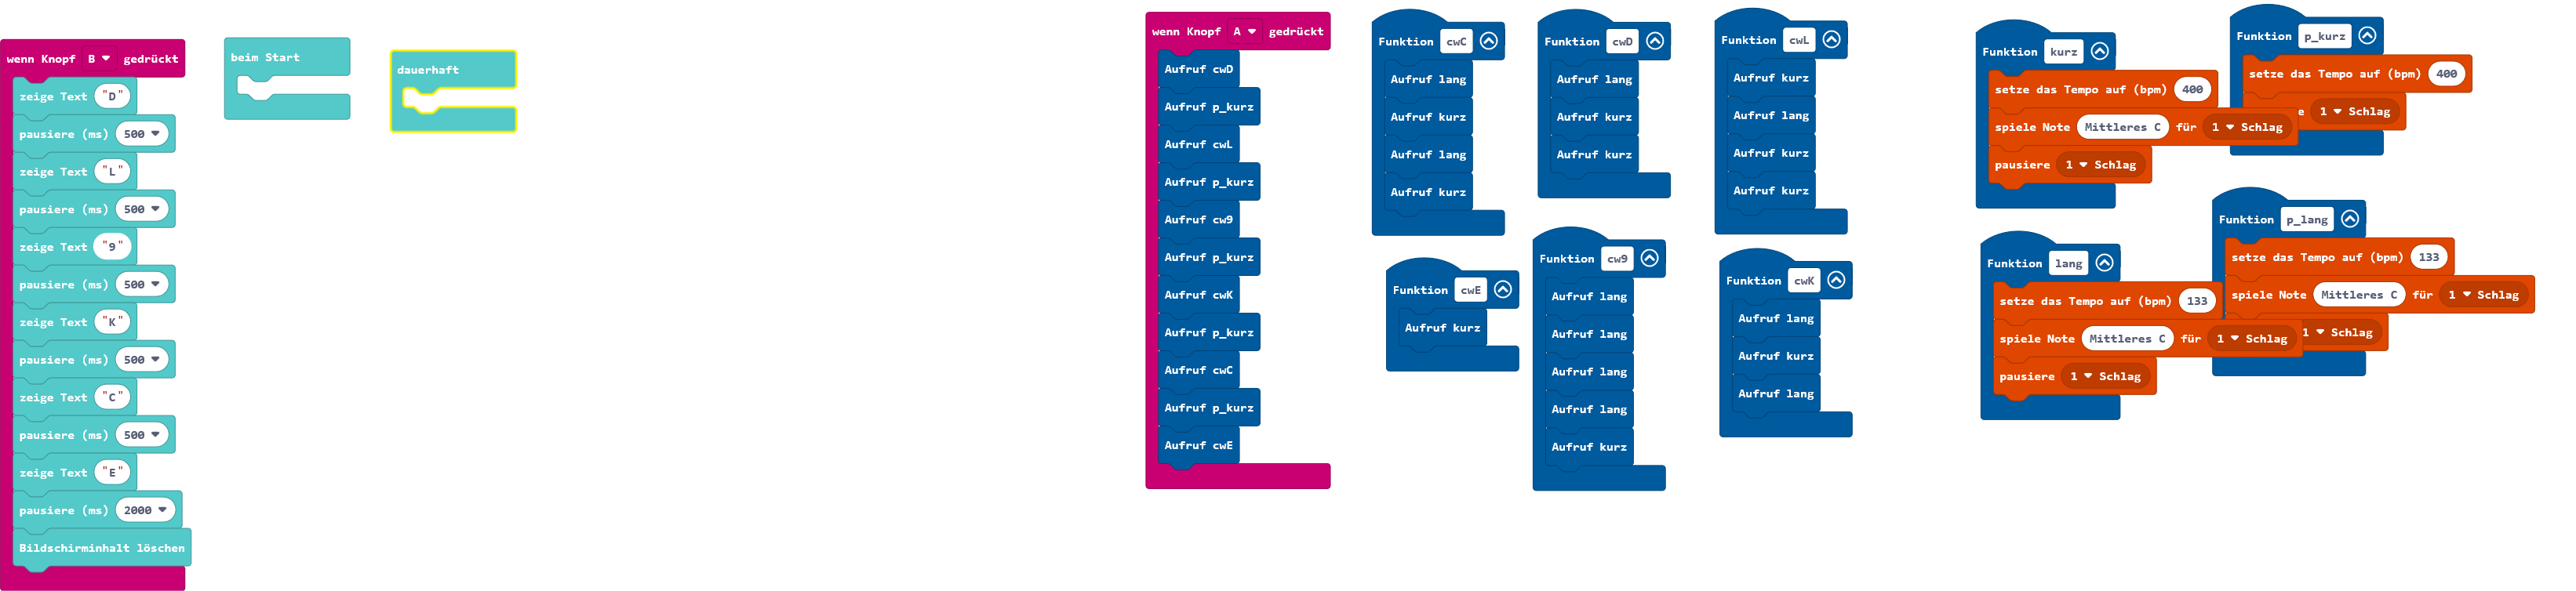 wenn Knopf B gedrückt
zeige Text "D"
pausiere (ms) 500
zeige Text "L"
pausiere (ms) 500
zeige Text "9"
pausiere (ms) 500
zeige Text "K"
pausiere (ms) 500
zeige Text "C"
pausiere (ms) 500
zeige Text "E"
pausiere (ms) 2000
Bildschirminhalt löschen
beim Start
dauerhaft
wenn Knopf A gedrückt
Aufruf cwD
Aufruf p_kurz
Aufruf cwL
Aufruf p_kurz
Aufruf cw9
Aufruf p_kurz
Aufruf cwK
Aufruf p_kurz
Aufruf cwC
Aufruf p_kurz
Aufruf cwE
Funktion cwC
Aufruf lang
Aufruf kurz
Aufruf lang
Aufruf kurz
Funktion cwD
Aufruf lang
Aufruf kurz
Aufruf kurz
Funktion cwL
Aufruf kurz
Aufruf lang
Aufruf kurz
Aufruf kurz
Funktion cwE
Aufruf kurz
Funktion cw9
Aufruf lang
Aufruf lang
Aufruf lang
Aufruf lang
Aufruf kurz
Funktion cwK
Aufruf lang
Aufruf kurz
Aufruf lang
Funktion kurz
setze das Tempo auf (bpm) 400
spiele Note Mittleres C für 1 Schlag
pausiere 1 Schlag
Funktion p_kurz
setze das Tempo auf (bpm) 400
e 1 Schlag
Funktion lang
setze das Tempo auf (bpm) 133
spiele Note Mittleres C für 1 Schlag
pausiere 1 Schlag
Funktion p_lang
setze das Tempo auf (bpm) 133
spiele Note Mittleres C für 1 Schlag
1 Schlag